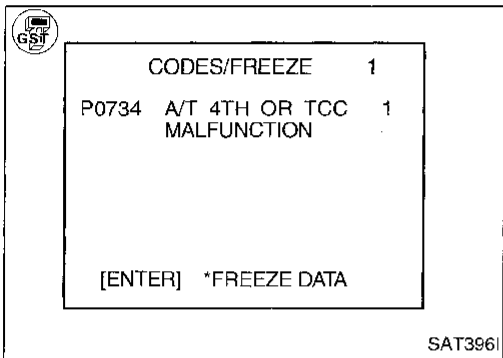 GST
CODES/FREEZE 1
P0734 A/T 4TH OR TCC 1
MALFUNCTION
[ENTER] *FREEZE DATA
SAT396I